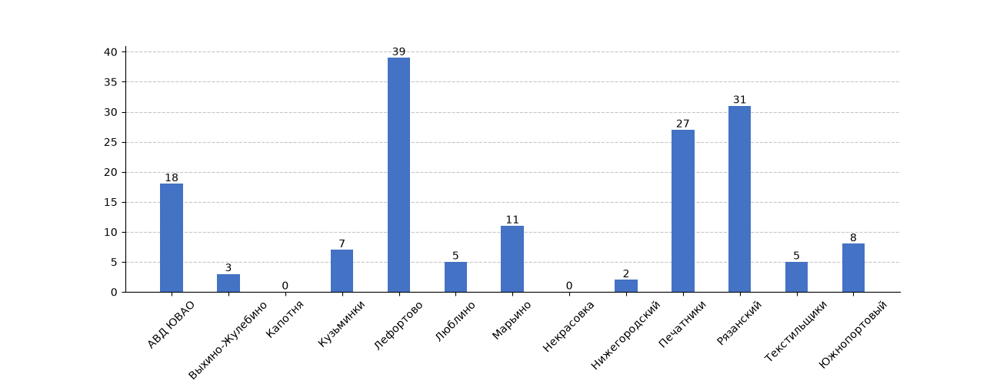 40
35
30
25
20
15
10
5
0
18
3
0
7
39
5
11
0
2
27
31
5
8
АВД ЮВАО
Выхино-Жулебино
Капотня
Кузьминки
Лефортово
Люблино
Марьино
Некрасовка
Нижегородский
Печатники
Рязанский
Текстильщики
Южнопортовый